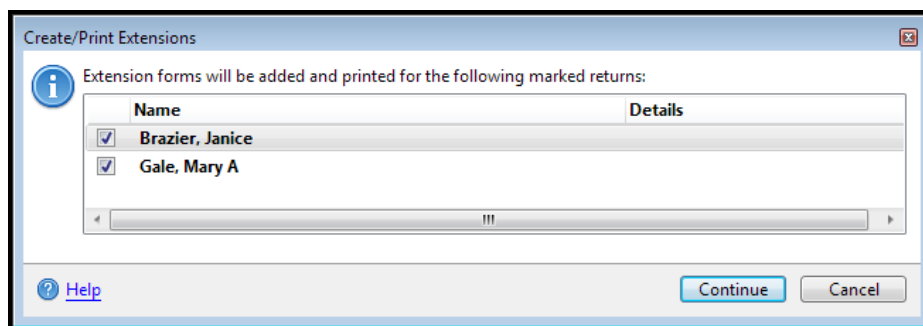 Create/Print Extensions
Extension forms will be added and printed for the following marked returns:
Name Details
Brazier, Janice
Gale, Mary A
Help Continue Cancel